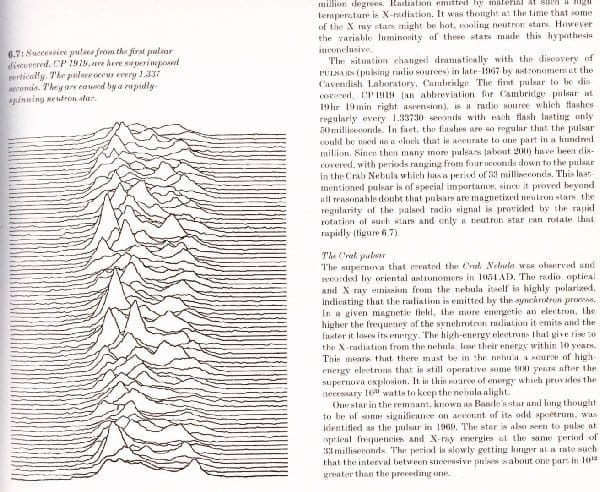 6.7: Successive pulses from the first pulsar
discovered, CP 1919, are here superimposed
vertically. The pulses occur every 1.337
seconds. They are caused by a rapidly-
spinning neutron star.
million degrees. Radiation emitted by material at such a high
temperature is X-radiation. It was thought at the time that some
of the X ray stars might be hot, cooling neutron stars. However
the variable luminosity of these stars made this hypothesis
inconclusive.
The situation changed dramatically with the discovery of
PULSARS (pulsing radio sources) in late-1967 by astronomers at the
Cavendish Laboratory, Cambridge. The first pulsar to be dis-
covered, CP 1919 (an abbreviation for Cambridge pulsar at
19 hr 19 min right ascension), is a radio source which flashes
regularly every 1.33730 seconds with each flash lasting only
50 milliseconds. In fact, the flashes are so regular that the pulsar
could be used as a clock that is accurate to one part in a hundred
million. Since then many more pulsars (about 200) have been dis-
covered, with periods ranging from four seconds down to the pulsar
in the Crab Nebula which has a period of 33 milliseconds. This last-
mentioned pulsar is of special importance, since it proved beyond
all reasonable doubt that pulsars are magnetized neutron stars: the
regularity of the pulsed radio signal is provided by the rapid
rotation of such stars and only a neutron star can rotate that
rapidly (figure 6.7).
The Crab pulsar
The supernova that created the Crab Nebula was observed and
recorded by oriental astronomers in 1054 AD. The radio optical
and X-ray emission from the nebula itself is highly polarized,
indicating that the radiation is emitted by the synchrotron process.
In a given magnetic field, the more energetic an electron, the
higher the frequency of the synchrotron radiation it emits and the
faster it loses its energy. The high-energy electrons that give rise to
the X-radiation from the nebula, lose their energy within 10 years.
This means that there must be in the nebula a source of high-
energy electrons that is still operative some 900 years after the
supernova explosion. It is this source of energy which provides the
necessary 10³¹ watts to keep the nebula alight.
One star in the remnant, known as Baade's star and long thought
to be of some significance on account of its odd spectrum, was
identified as the pulsar in 1969. The star is also seen to pulse at
optical frequencies and X-ray energies at the same period of
33 milliseconds. The period is slowly getting longer at a rate such
that the interval between successive pulses is about one part in 10¹²
greater than the preceding one.